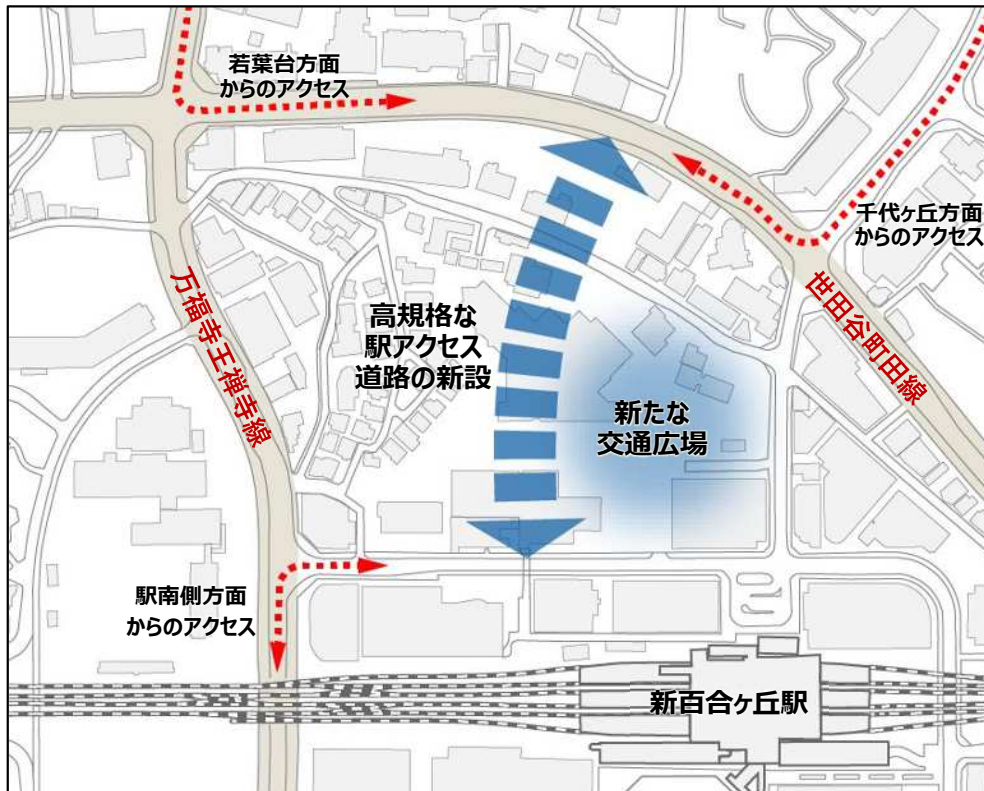 若葉台方面
からのアクセス
千代ヶ丘方面
からのアクセス
世田谷町田線
万福寺王禅寺線
高規格な
駅アクセス
道路の新設
新たな
交通広場
駅南側方面
からのアクセス
新百合ヶ丘駅